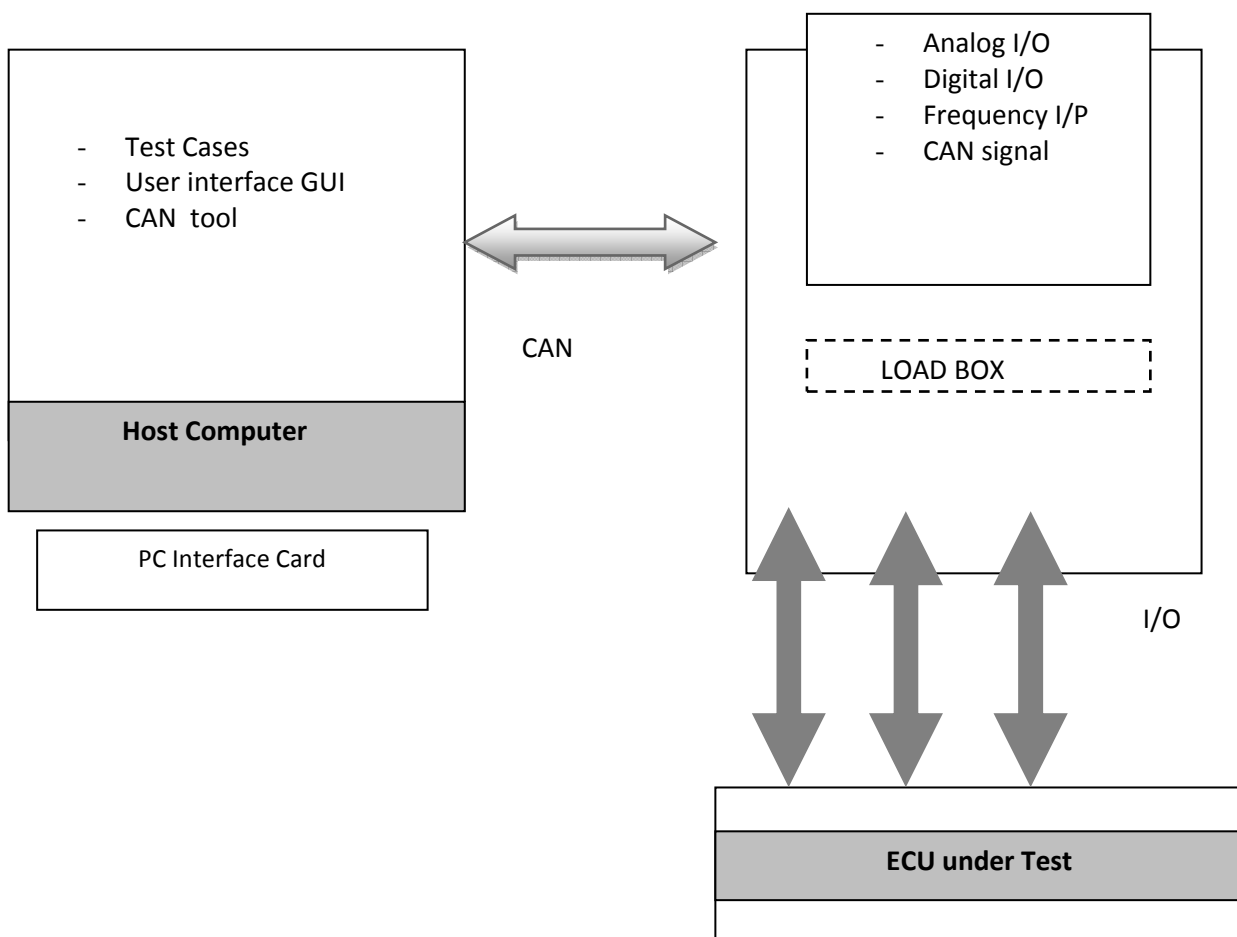 - Test Cases
- User interface GUI
- CAN tool
Host Computer
PC Interface Card
CAN
- Analog I/O
- Digital I/O
- Frequency I/P
- CAN signal
LOAD BOX
I/O
ECU under Test